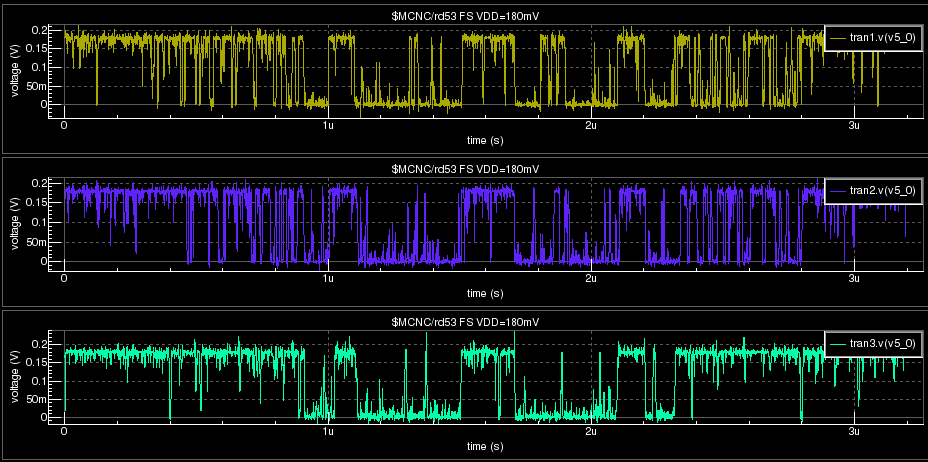 $MCNC/rd53 FS VDD=180mV
0.2
tran1.v(v5_0)
0.15
voltage (V)
0.1
50m
0
0 1u 2u 3u
time (s)
$MCNC/rd53 FS VDD=180mV
0.2
tran2.v(v5_0)
0.15
voltage (V)
0.1
50m
0
0 1u 2u 3u
time (s)
$MCNC/rd53 FS VDD=180mV
0.2
tran3.v(v5_0)
0.15
voltage (V)
0.1
50m
0
0 1u 2u 3u
time (s)